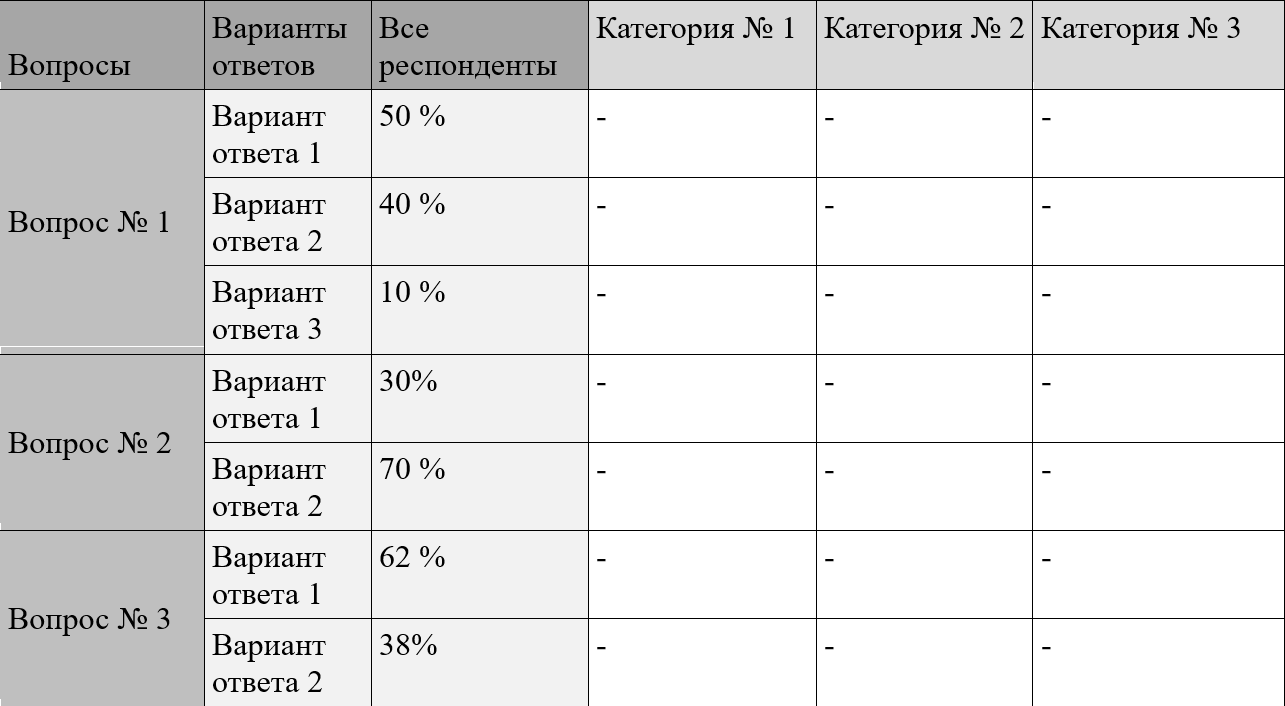 Вопросы
Варианты
ответов
Все
респонденты
Категория № 1
Категория № 2
Категория № 3
Вопрос № 1
Вариант
ответа 1
50 %
-
-
-
Вариант
ответа 2
40 %
-
-
-
Вариант
ответа 3
10 %
-
-
-
Вопрос № 2
Вариант
ответа 1
30%
-
-
-
Вариант
ответа 2
70 %
-
-
-
Вопрос № 3
Вариант
ответа 1
62 %
-
-
-
Вариант
ответа 2
38%
-
-
-